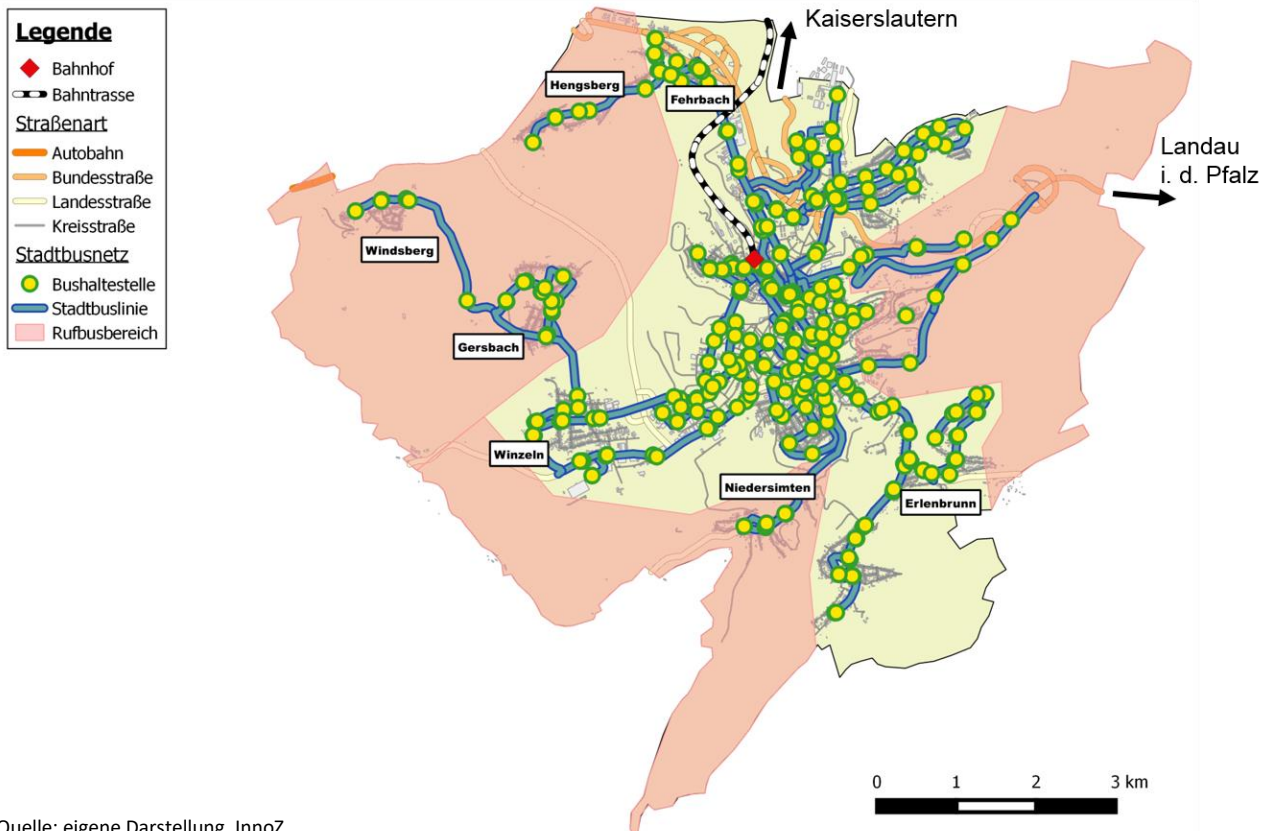 Legende
Bahnhof
Bahntrasse
Straßenart
Autobahn
Bundesstraße
Landesstraße
Kreisstraße
Stadtbusnetz
Bushaltestelle
Stadtbuslinie
Rufbusbereich
Kaiserslautern
Hengsberg
Fehrbach
Landau
i. d. Pfalz
Windsberg
Gersbach
Winzeln
Niedersimten
Erlenbrunn
0 1 2 3 km
Quelle: eigene Darstellung, InnoZ